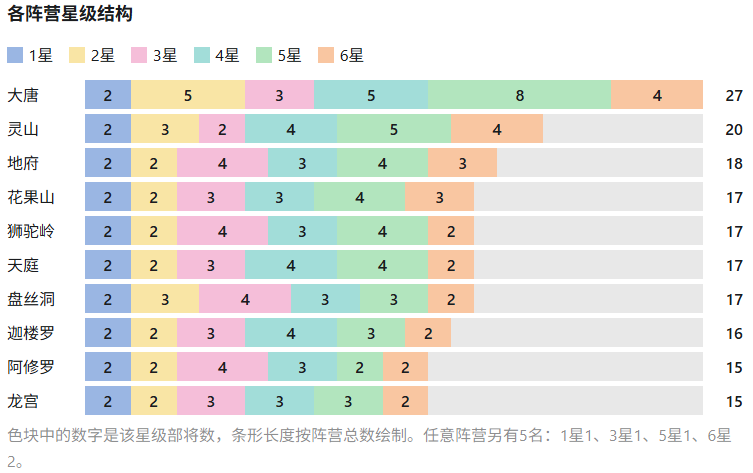 各阵营星级结构
1星 2星 3星 4星 5星 6星
大唐 2 5 3 5 8 4 27
灵山 2 3 2 4 5 4 20
地府 2 2 4 3 4 3 18
花果山 2 2 3 3 4 3 17
狮驼岭 2 2 4 3 4 2 17
天庭 2 2 3 4 4 2 17
盘丝洞 2 3 4 3 3 2 17
迦楼罗 2 2 3 4 3 2 16
阿修罗 2 2 4 3 2 2 15
龙宫 2 2 3 3 3 2 15
色块中的数字是该星级部将数，条形长度按阵营总数绘制。任意阵营另有5名：1星1、3星1、5星1、6星
2。